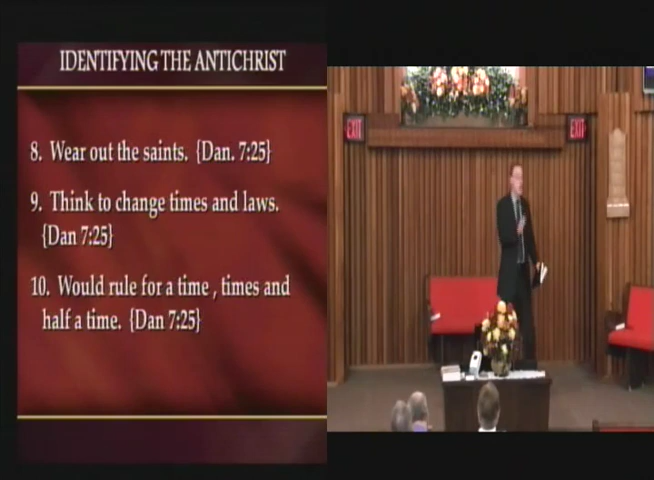 IDENTIFYING THE ANTICHRIST
8. Wear out the saints. {Dan. 7:25}
9. Think to change times and laws.
{Dan 7:25}
10. Would rule for a time , times and
half a time. {Dan 7:25}
EXIT
EXIT